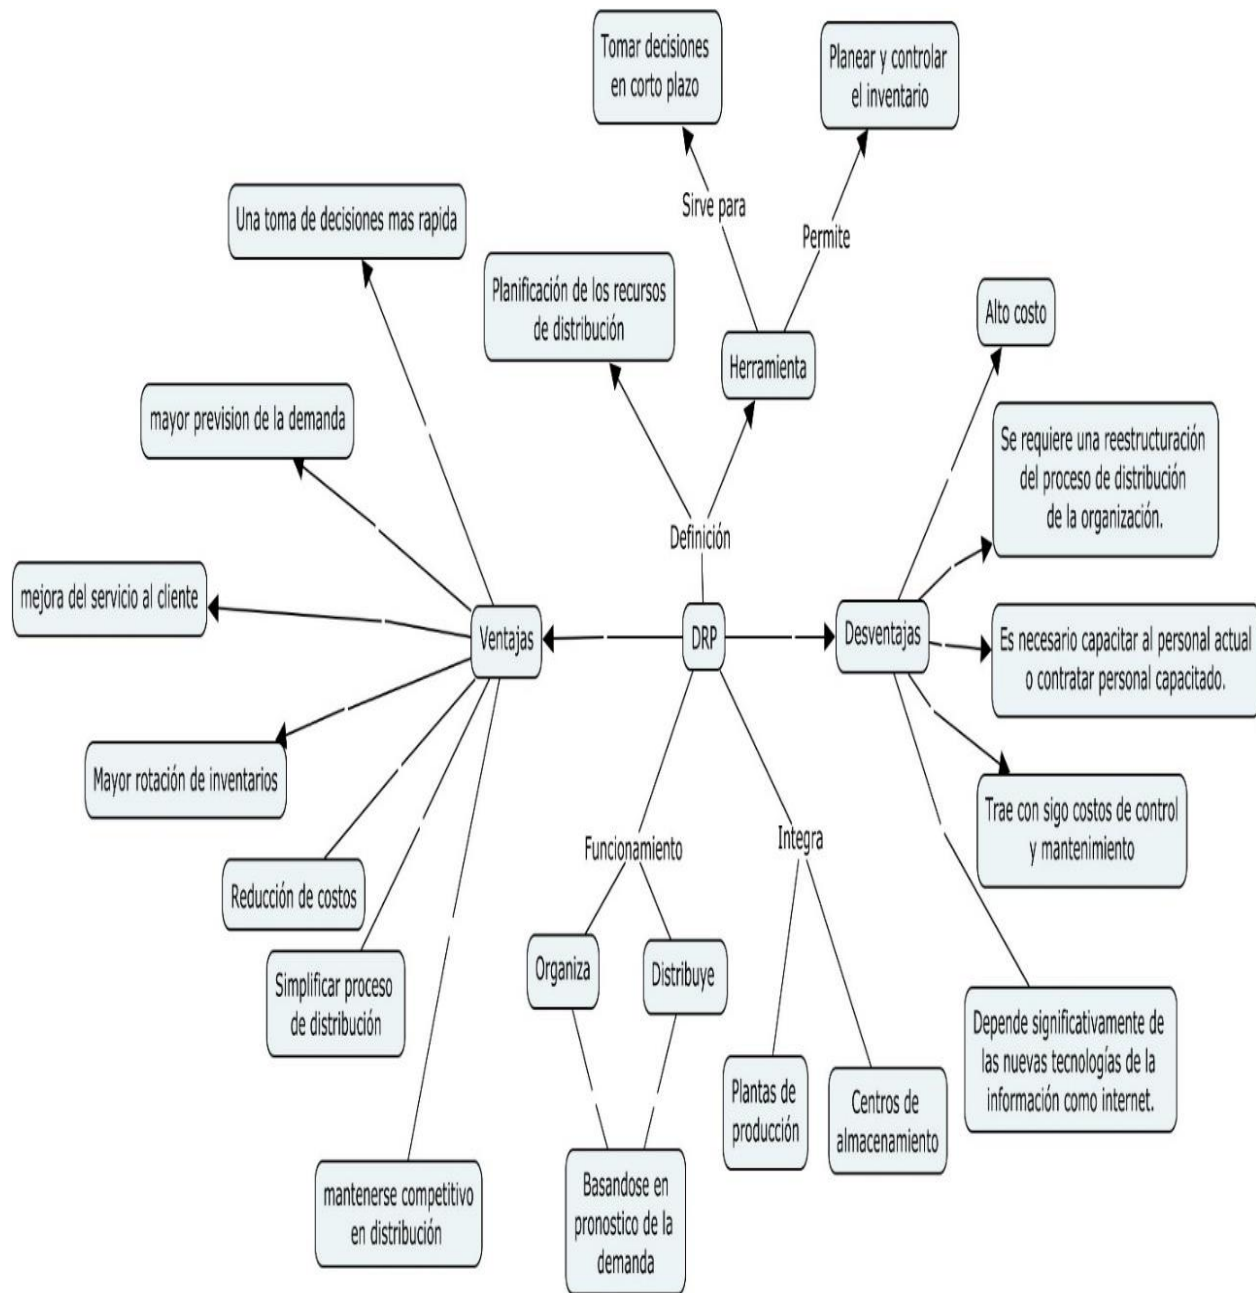 Tomar decisiones
en corto plazo
Planear y controlar
el inventario
Sirve para
Permite
Una toma de decisiones mas rapida
Planificación de los recursos
de distribución
Herramienta
Alto costo
mayor prevision de la demanda
Se requiere una reestructuración
del proceso de distribución
de la organización.
Definición
mejora del servicio al cliente
Ventajas
DRP
Desventajas
Es necesario capacitar al personal actual
o contratar personal capacitado.
Mayor rotación de inventarios
Trae con sigo costos de control
y mantenimiento
Funcionamiento
Integra
Reducción de costos
Organiza
Distribuye
Simplificar proceso
de distribución
Depende significativamente de
las nuevas tecnologías de la
información como internet.
Plantas de
producción
Centros de
almacenamiento
mantenerse competitivo
en distribución
Basandose en
pronostico de la
demanda